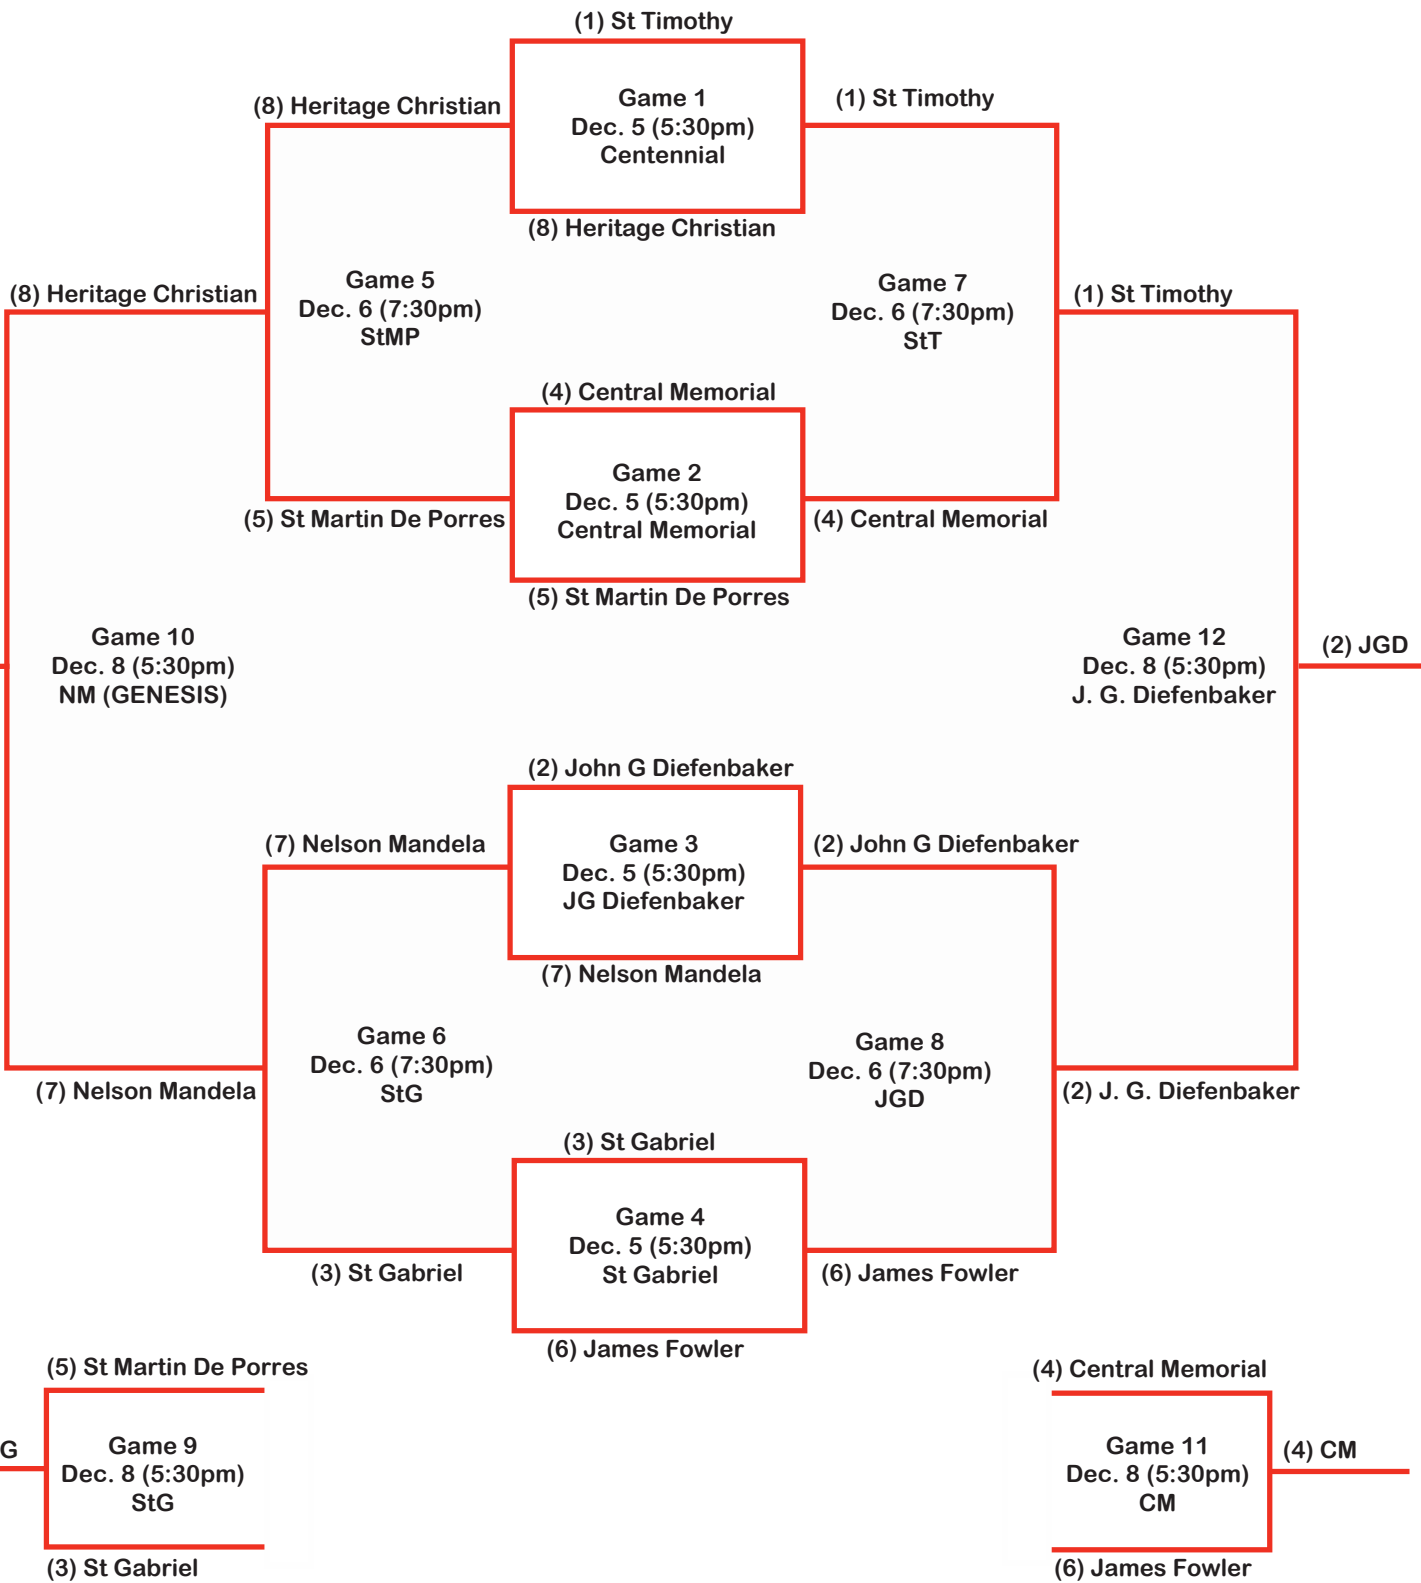 (1) St Timothy
(8) Heritage Christian
Game 1
Dec. 5 (5:30pm)
Centennial
(1) St Timothy
(8) Heritage Christian
(8) Heritage Christian
Game 5
Dec. 6 (7:30pm)
StMP
Game 7
Dec. 6 (7:30pm)
StT
(1) St Timothy
(4) Central Memorial
Game 2
Dec. 5 (5:30pm)
Central Memorial
(5) St Martin De Porres
(4) Central Memorial
(5) St Martin De Porres
Game 10
Dec. 8 (5:30pm)
NM (GENESIS)
Game 12
Dec. 8 (5:30pm)
J. G. Diefenbaker
(2) JGD
(2) John G Diefenbaker
(7) Nelson Mandela
Game 3
Dec. 5 (5:30pm)
JG Diefenbaker
(2) John G Diefenbaker
(7) Nelson Mandela
Game 6
Dec. 6 (7:30pm)
StG
Game 8
Dec. 6 (7:30pm)
JGD
(7) Nelson Mandela
(2) J. G. Diefenbaker
(3) St Gabriel
Game 4
Dec. 5 (5:30pm)
St Gabriel
(3) St Gabriel
(6) James Fowler
(6) James Fowler
(5) St Martin De Porres
G
Game 9
Dec. 8 (5:30pm)
StG
(3) St Gabriel
(4) Central Memorial
Game 11
Dec. 8 (5:30pm)
CM
(4) CM
(6) James Fowler